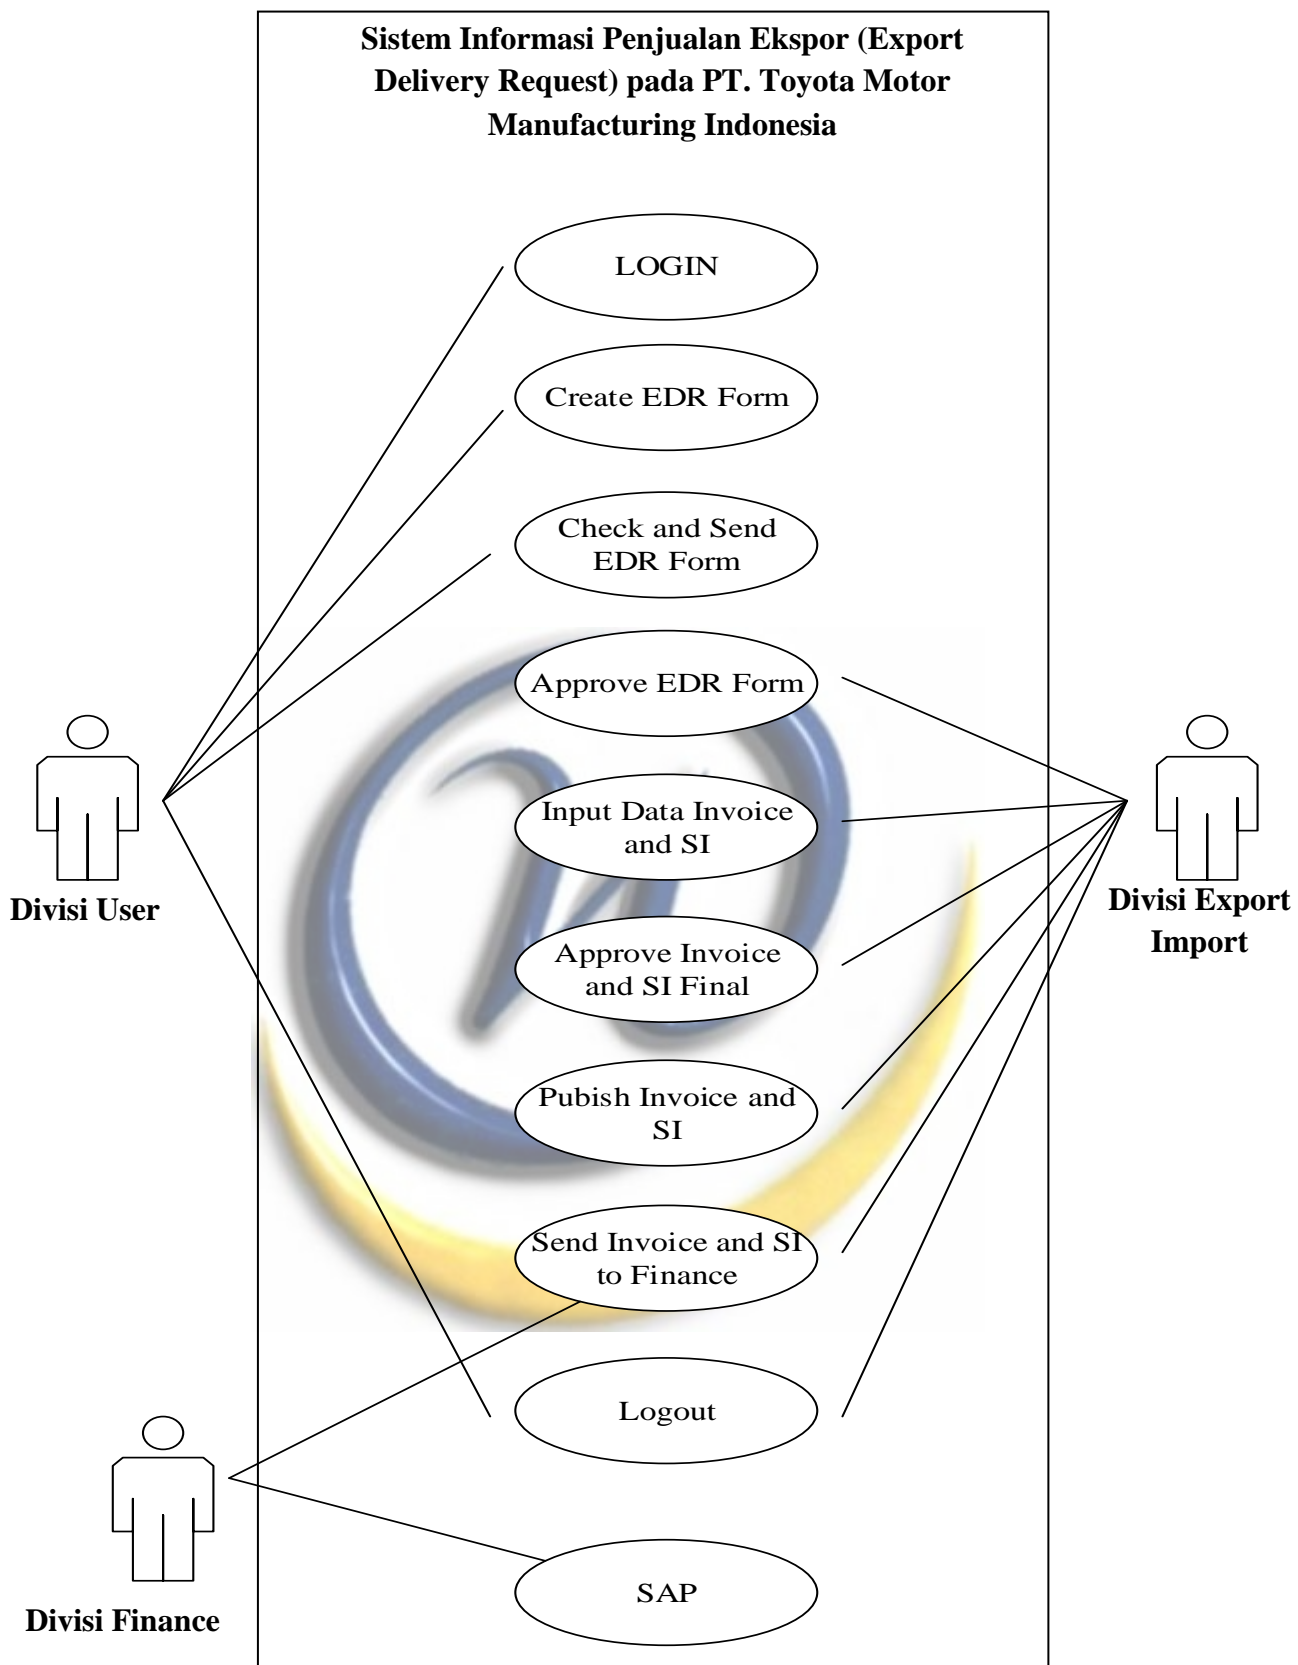 Sistem Informasi Penjualan Ekspor (Export
Delivery Request) pada PT. Toyota Motor
Manufacturing Indonesia
LOGIN
Create EDR Form
Check and Send
EDR Form
Approve EDR Form
Input Data Invoice
and SI
Divisi User
Divisi Export
Import
Approve Invoice
and SI Final
Pubish Invoice and
SI
Send Invoice and SI
to Finance
Logout
SAP
Divisi Finance